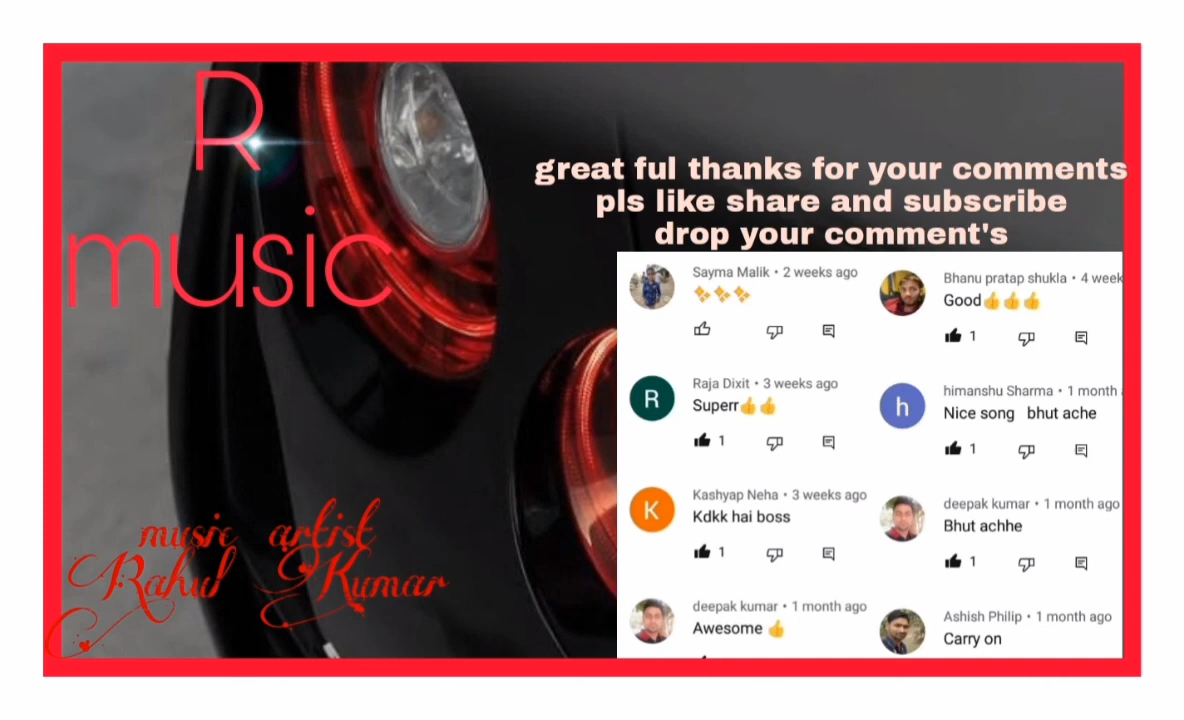 R
music
great ful thanks for your comments
pls like share and subscribe
drop your comment's
Sayma Malik • 2 weeks ago
✨✨✨
Raja Dixit • 3 weeks ago
R
Superr👍👍
1
Kashyap Neha • 3 weeks ago
K
Kdkk hai boss
1
deepak kumar • 1 month ago
Awesome 👍
Bhanu pratap shukla • 4 week
Good👍👍👍
1
himanshu Sharma • 1 month
h
Nice song bhut ache
1
deepak kumar • 1 month ago
Bhut achhe
1
Ashish Philip • 1 month ago
Carry on
music artist
Rahul Kumar